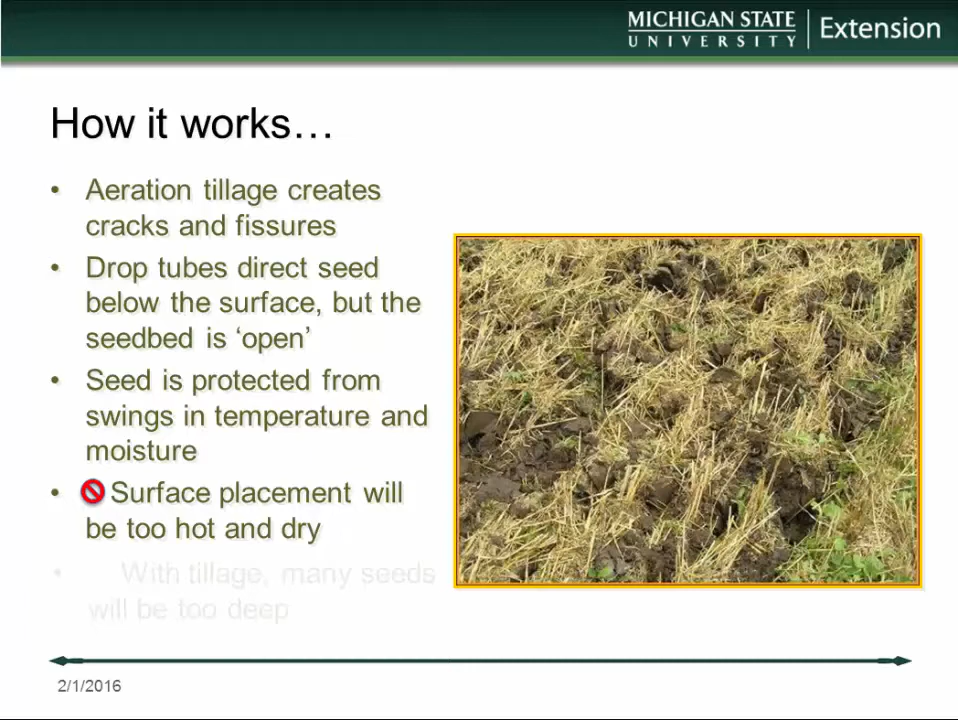 MICHIGAN STATE
UNIVERSITY
Extension
How it works…
• Aeration tillage creates
cracks and fissures
• Drop tubes direct seed
below the surface, but the
seedbed is ‘open’
• Seed is protected from
swings in temperature and
moisture
• Surface placement will
be too hot and dry
• With tillage, many seeds
will be too deep
2/1/2016